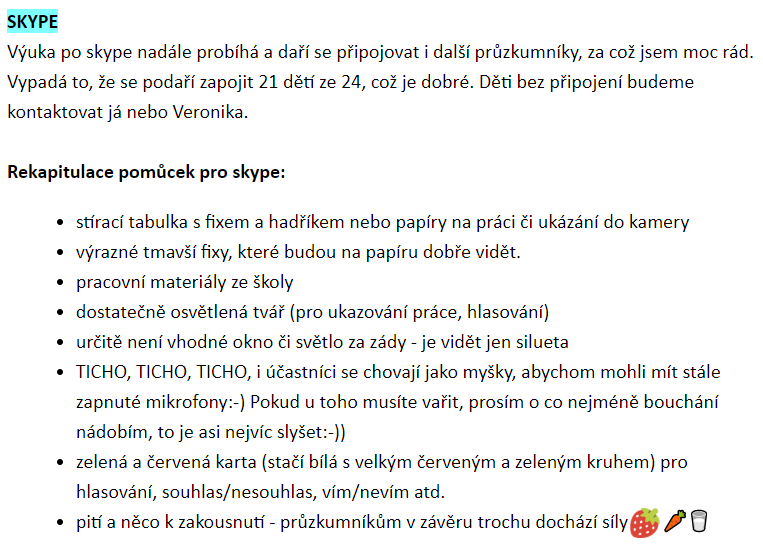 SKYPE
Výuka po skype nadále probíhá a daří se připojovat i další průzkumníky, za což jsem moc rád.
Vypadá to, že se podaří zapojit 21 dětí ze 24, což je dobré. Děti bez připojení budeme
kontaktovat já nebo Veronika.
Rekapitulace pomůcek pro skype:
• stírací tabulka s fixem a hadříkem nebo papíry na práci či ukázání do kamery
• výrazné tmavší fixy, které budou na papíru dobře vidět.
• pracovní materiály ze školy
• dostatečně osvětlená tvář (pro ukazování práce, hlasování)
• určitě není vhodné okno či světlo za zády - je vidět jen silueta
• TICHO, TICHO, TICHO, i účastníci se chovají jako myšky, abychom mohli mít stále
zapnuté mikrofony:-) Pokud u toho musíte vařit, prosím o co nejméně bouchání
nádobím, to je asi nejvíc slyšet:-))
• zelená a červená karta (stačí bílá s velkým červeným a zeleným kruhem) pro
hlasování, souhlas/nesouhlas, vím/nevím atd.
• pití a něco k zakousnutí - průzkumníkům v závěru trochu dochází síly🍓🥕🥛